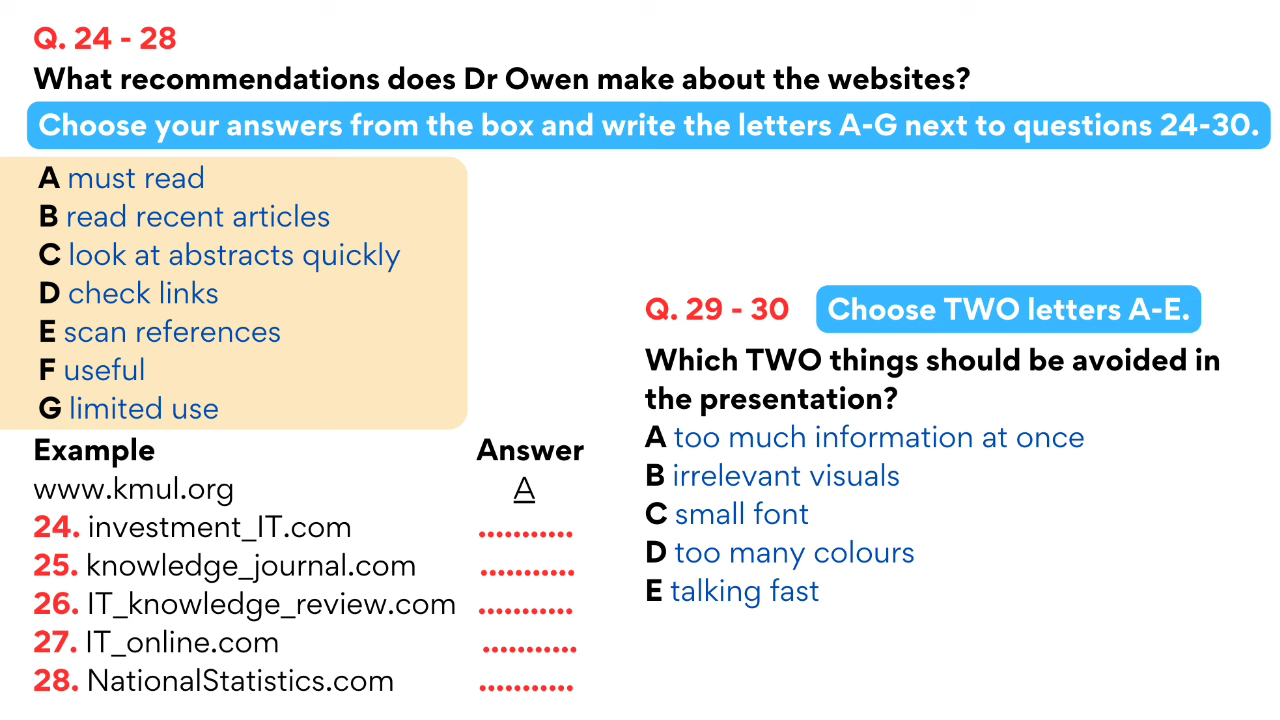 Q. 24 - 28
What recommendations does Dr Owen make about the websites?
Choose your answers from the box and write the letters A-G next to questions 24-30.
A must read
B read recent articles
C look at abstracts quickly
D check links
E scan references
F useful
G limited use
Example Answer
www.kmul.org A
24. investment_IT.com ...........
25. knowledge_journal.com ...........
26. IT_knowledge_review.com ...........
27. IT_online.com ...........
28. NationalStatistics.com ...........
Q. 29 - 30 Choose TWO letters A-E.
Which TWO things should be avoided in
the presentation?
A too much information at once
B irrelevant visuals
C small font
D too many colours
E talking fast